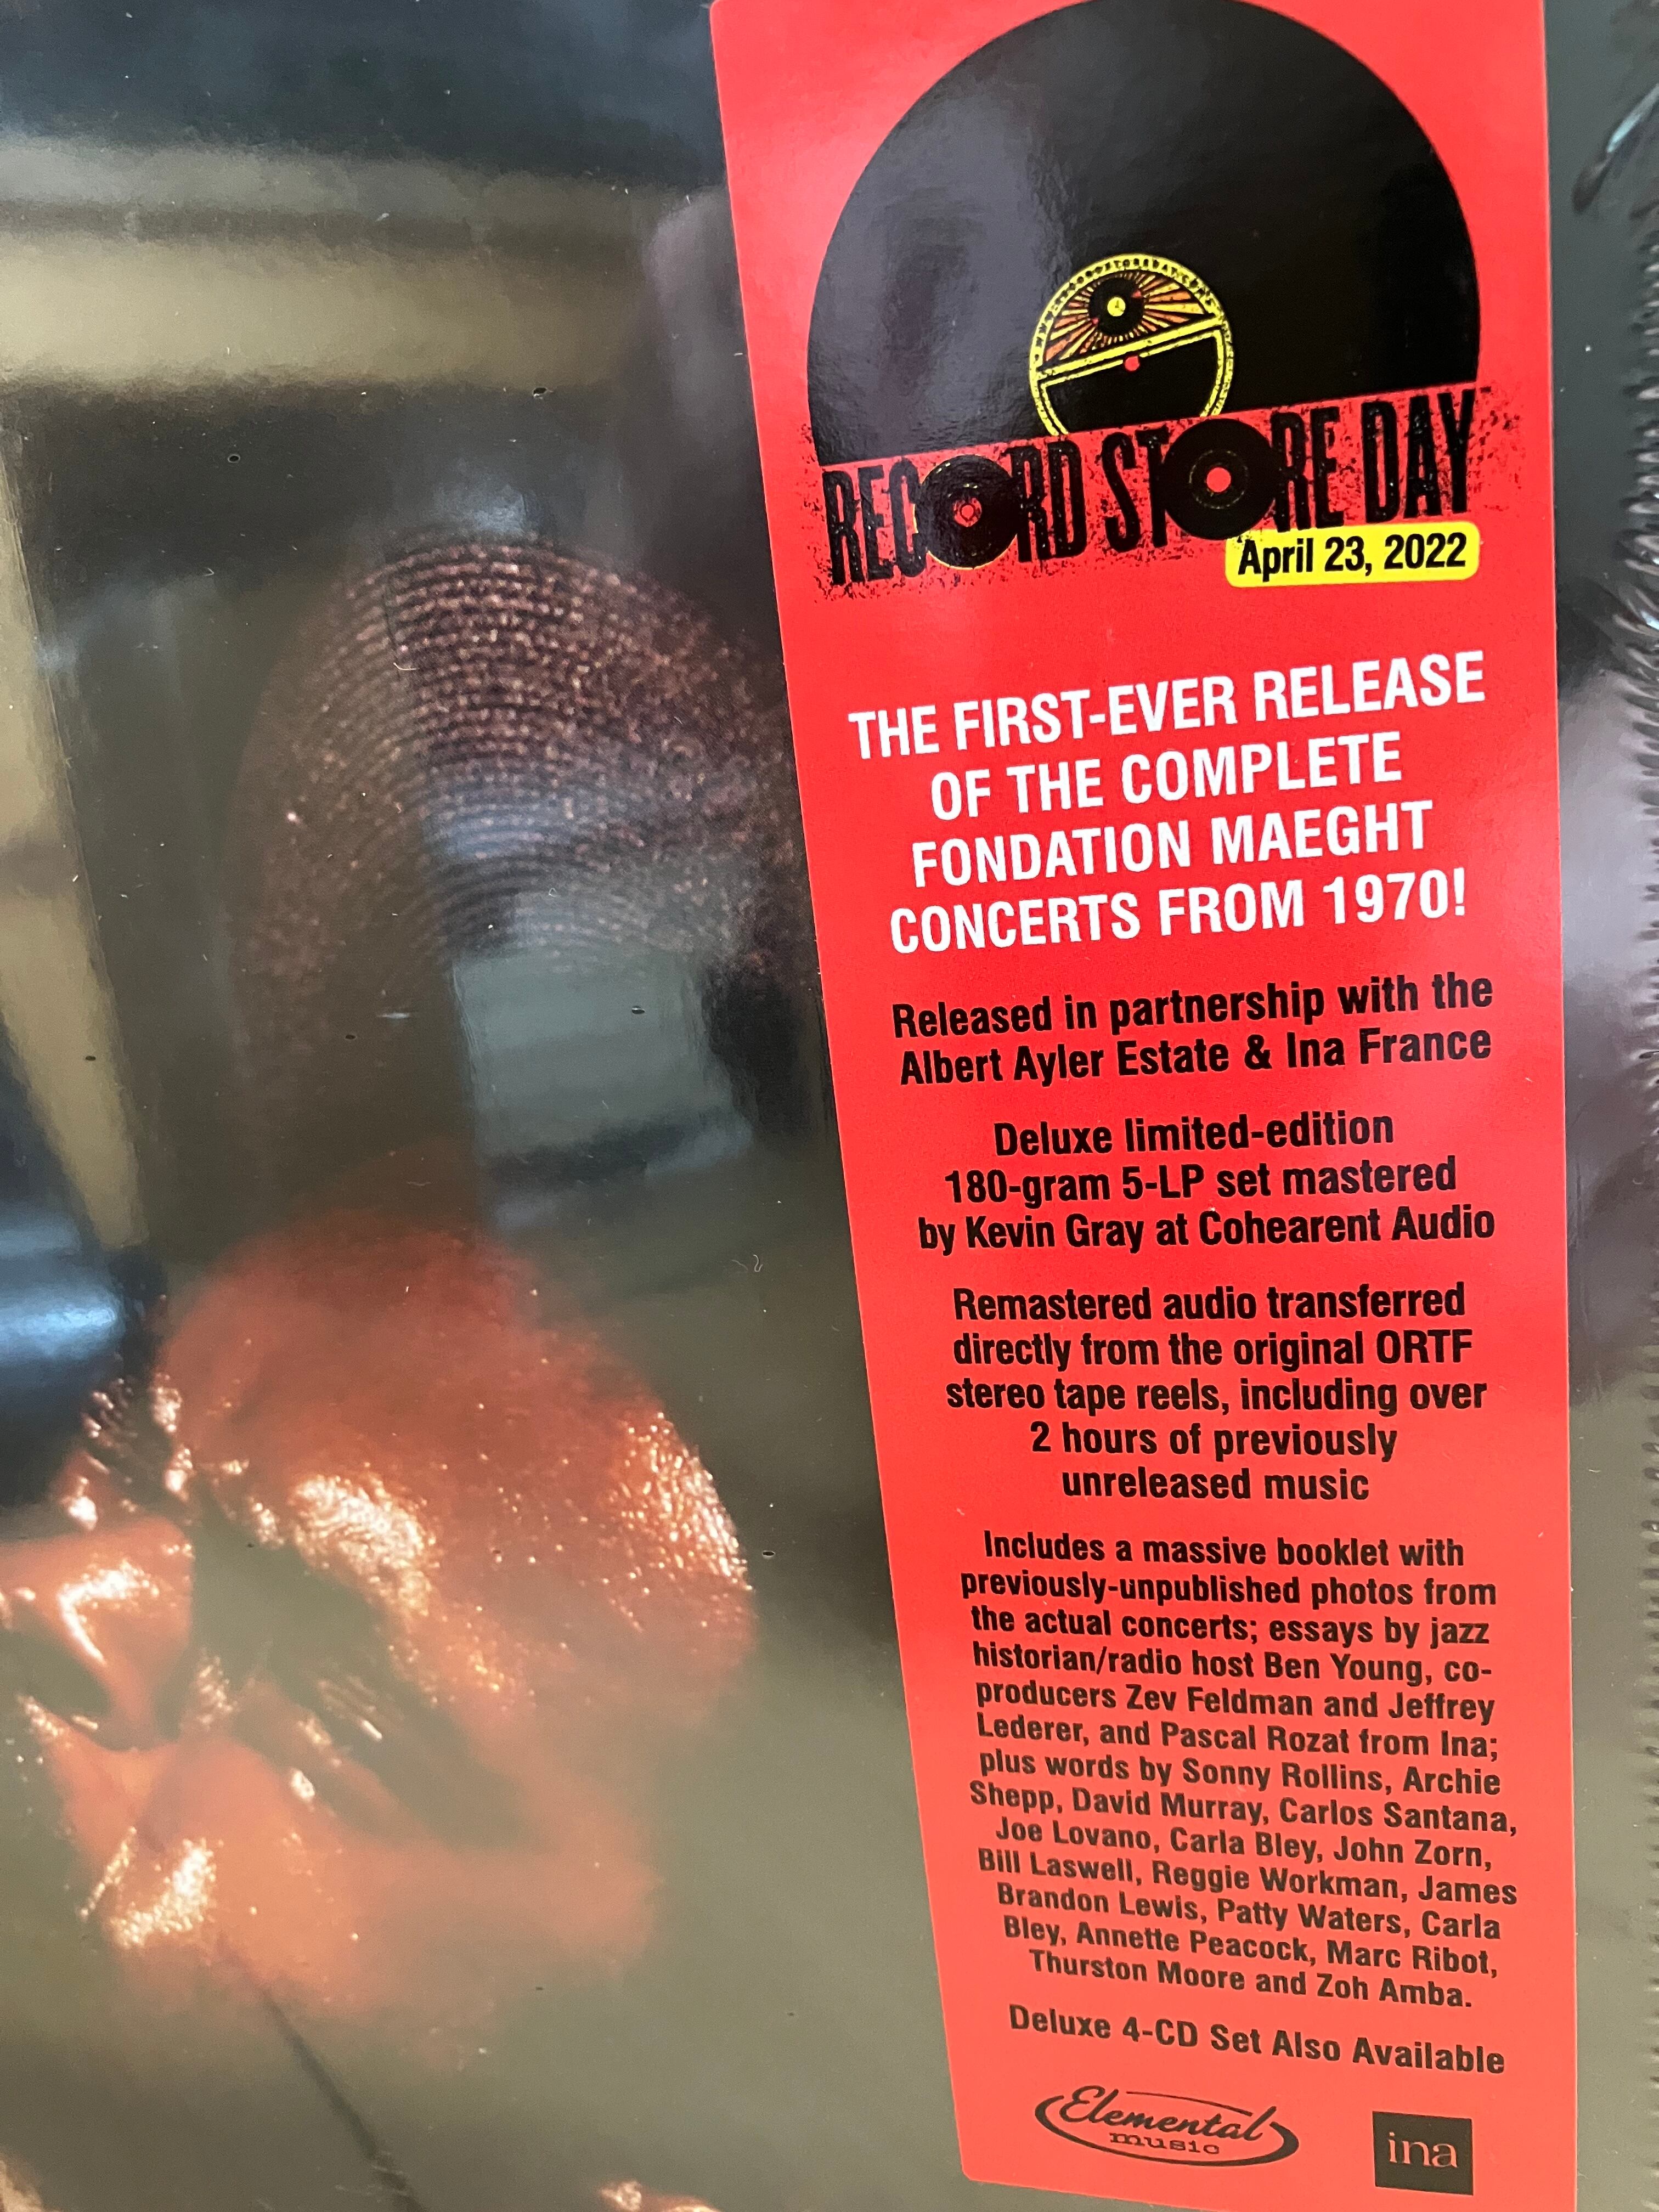 RECORD STORE DAY
April 23, 2022
THE FIRST-EVER RELEASE
OF THE COMPLETE
FONDATION MAEGHT
CONCERTS FROM 1970!
Released in partnership with the
Albert Ayler Estate & Ina France
Deluxe limited-edition
180-gram 5-LP set mastered
by Kevin Gray at Cohearent Audio
Remastered audio transferred
directly from the original ORTF
stereo tape reels, including over
2 hours of previously
unreleased music
Includes a massive booklet with
previously-unpublished photos from
the actual concerts; essays by jazz
historian/radio host Ben Young, co-
producers Zev Feldman and Jeffrey
Lederer, and Pascal Rozat from Ina;
plus words by Sonny Rollins, Archie
Shepp, David Murray, Carlos Santana,
Joe Lovano, Carla Bley, John Zorn,
Bill Laswell, Reggie Workman, James
Brandon Lewis, Patty Waters, Carla
Bley, Annette Peacock, Marc Ribot,
Thurston Moore and Zoh Amba.
Deluxe 4-CD Set Also Available
Elemental
music
ina